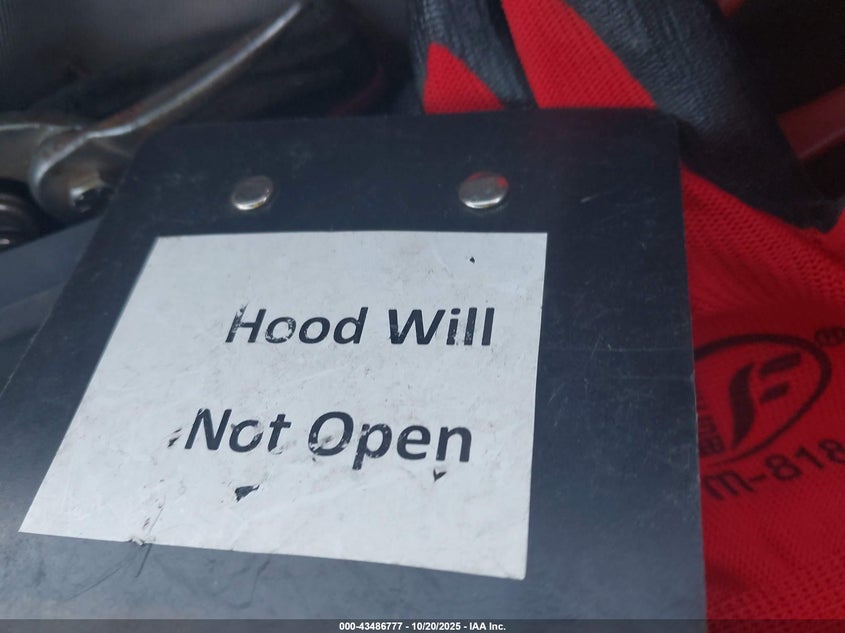 Hood Will
Not Open
m-818
000-43486777 - 10/20/2025 - IAA Inc.